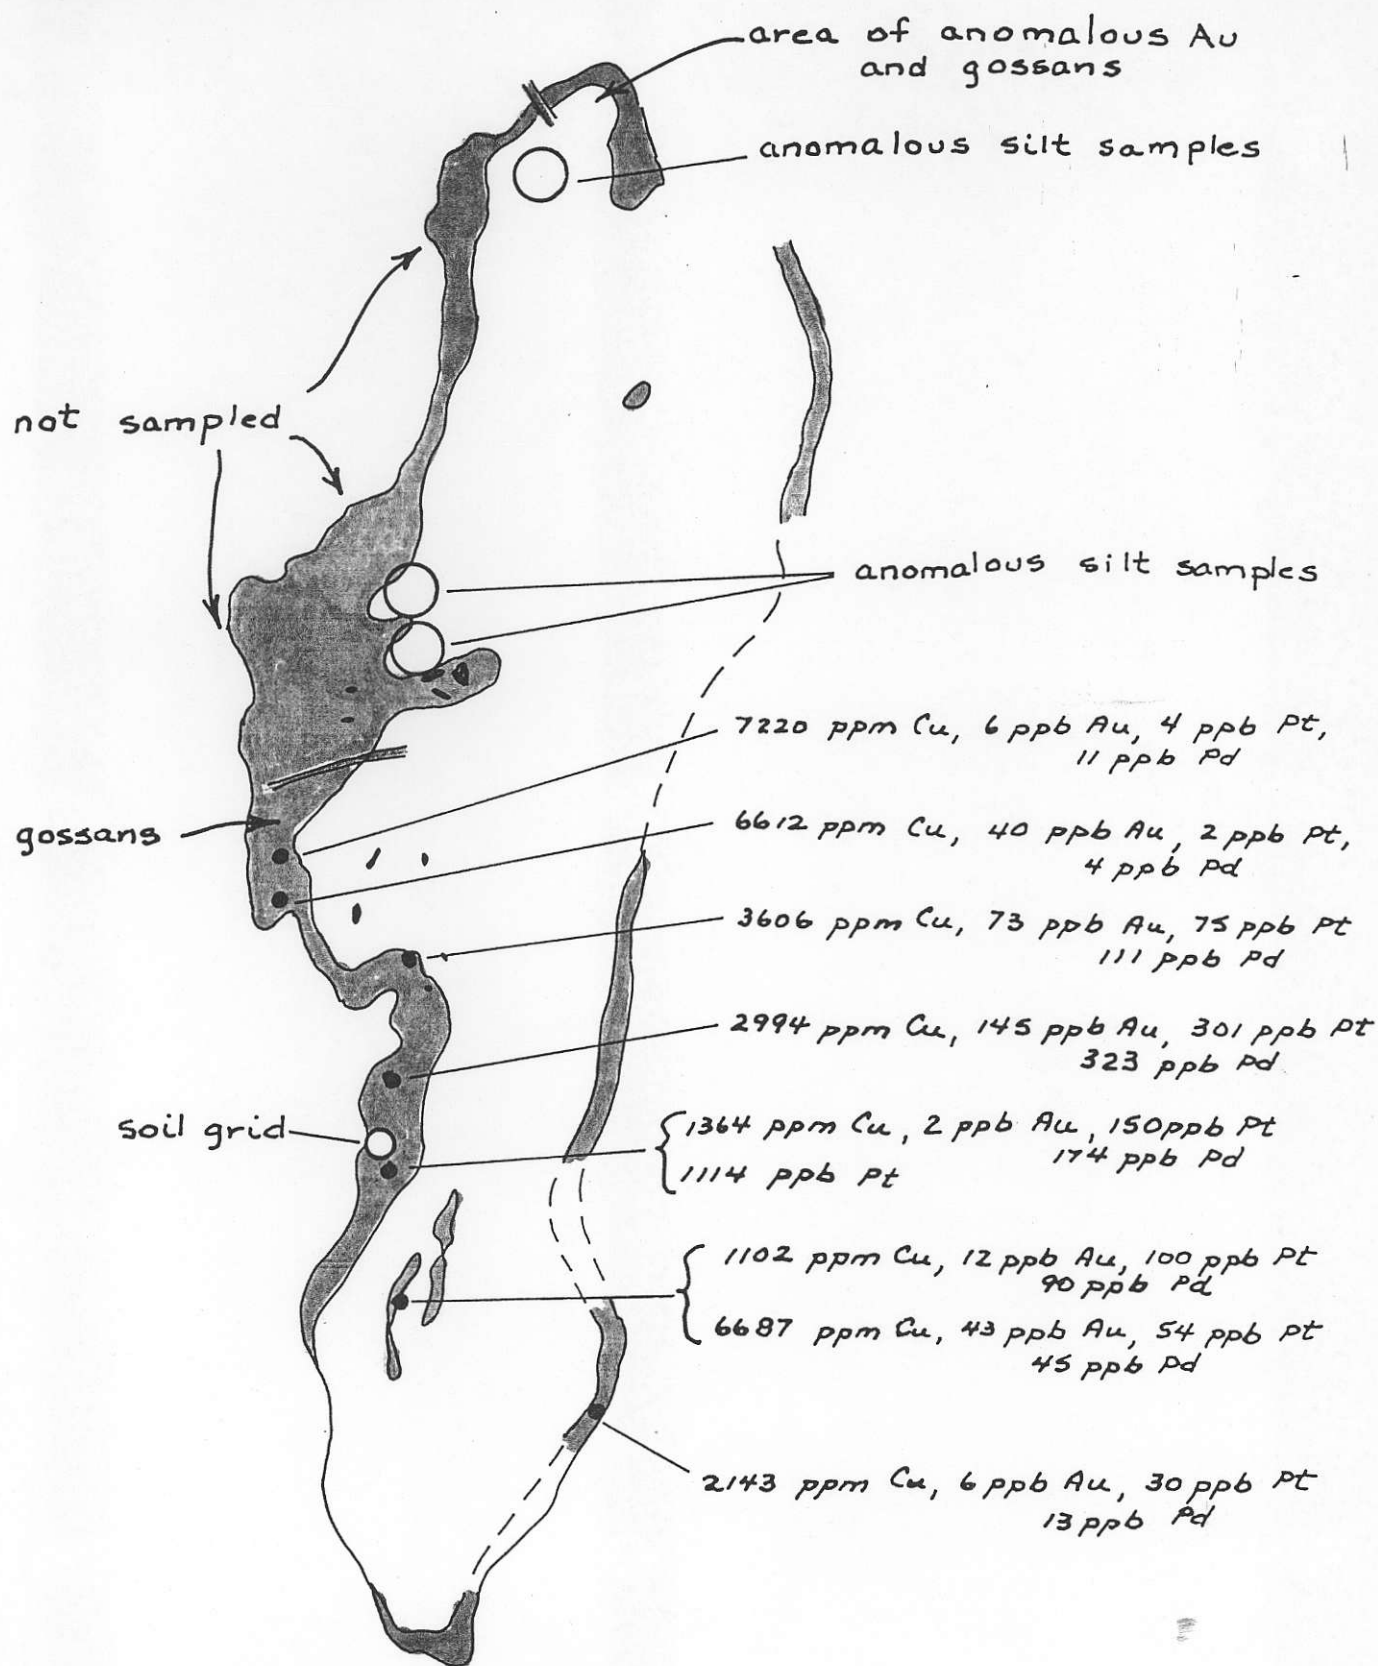 area of anomalous Au
and gossans
anomalous silt samples
not sampled
anomalous silt samples
7220 ppm Cu, 6 ppb Au, 4 ppb Pt,
11 ppb Pd
gossans
6612 ppm Cu, 40 ppb Au, 2 ppb Pt,
4 ppb Pd
3606 ppm Cu, 73 ppb Au, 75 ppb Pt
111 ppb Pd
2994 ppm Cu, 145 ppb Au, 301 ppb Pt
323 ppb Pd
soil grid
1364 ppm Cu, 2 ppb Au, 150 ppb Pt
174 ppb Pd
1114 ppb Pt
1102 ppm Cu, 12 ppb Au, 100 ppb Pt
90 ppb Pd
6687 ppm Cu, 43 ppb Au, 54 ppb Pt
45 ppb Pd
2143 ppm Cu, 6 ppb Au, 30 ppb Pt
13 ppb Pd